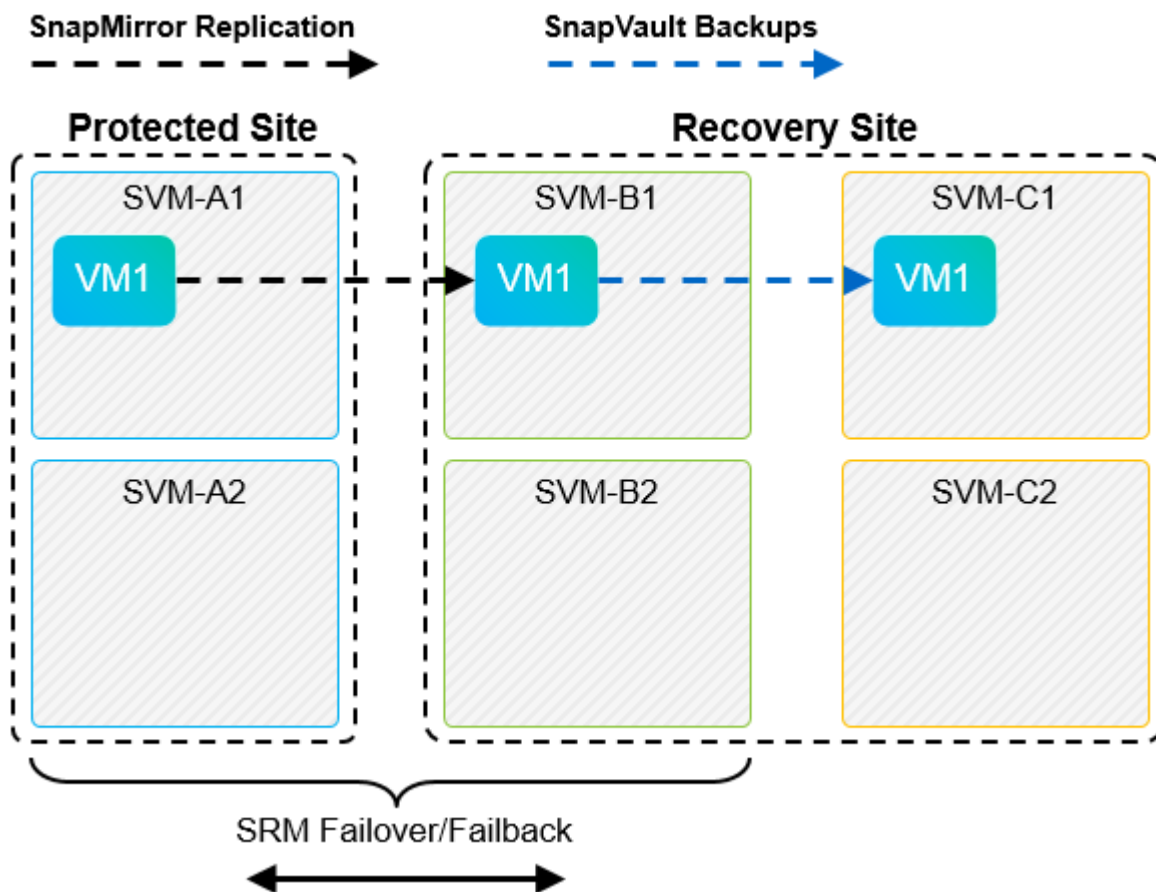 SnapMirror Replication
SnapVault Backups
Protected Site
Recovery Site
SVM-A1
SVM-B1
SVM-C1
VM1
VM1
VM1
SVM-A2
SVM-B2
SVM-C2
SRM Failover/Failback